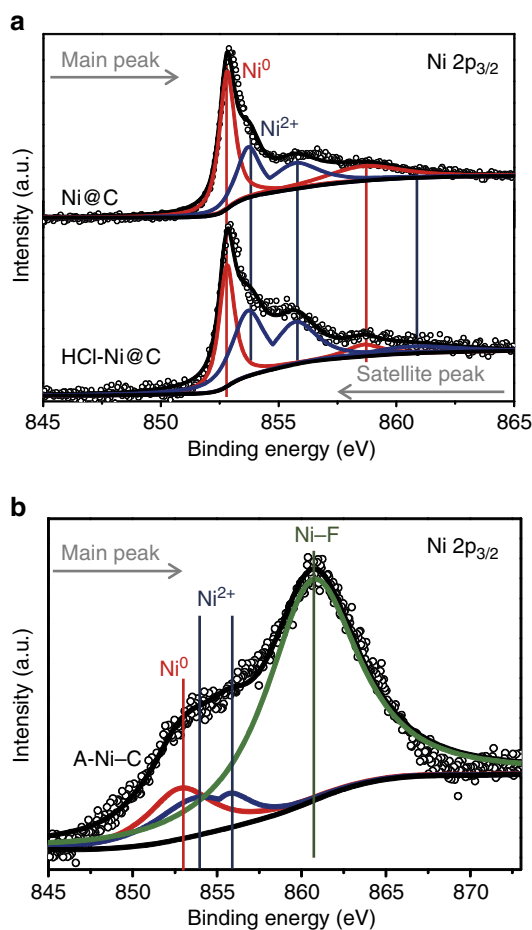 a
Main peak
Ni⁰
Ni 2p₃/₂
Ni²⁺
Ni@C
HCl-Ni@C
Satellite peak
Intensity (a.u.)
845 850 855 860 865
Binding energy (eV)
b
Ni–F
Main peak
Ni 2p₃/₂
Ni²⁺
Ni⁰
A-Ni–C
Intensity (a.u.)
845 850 855 860 865 870
Binding energy (eV)